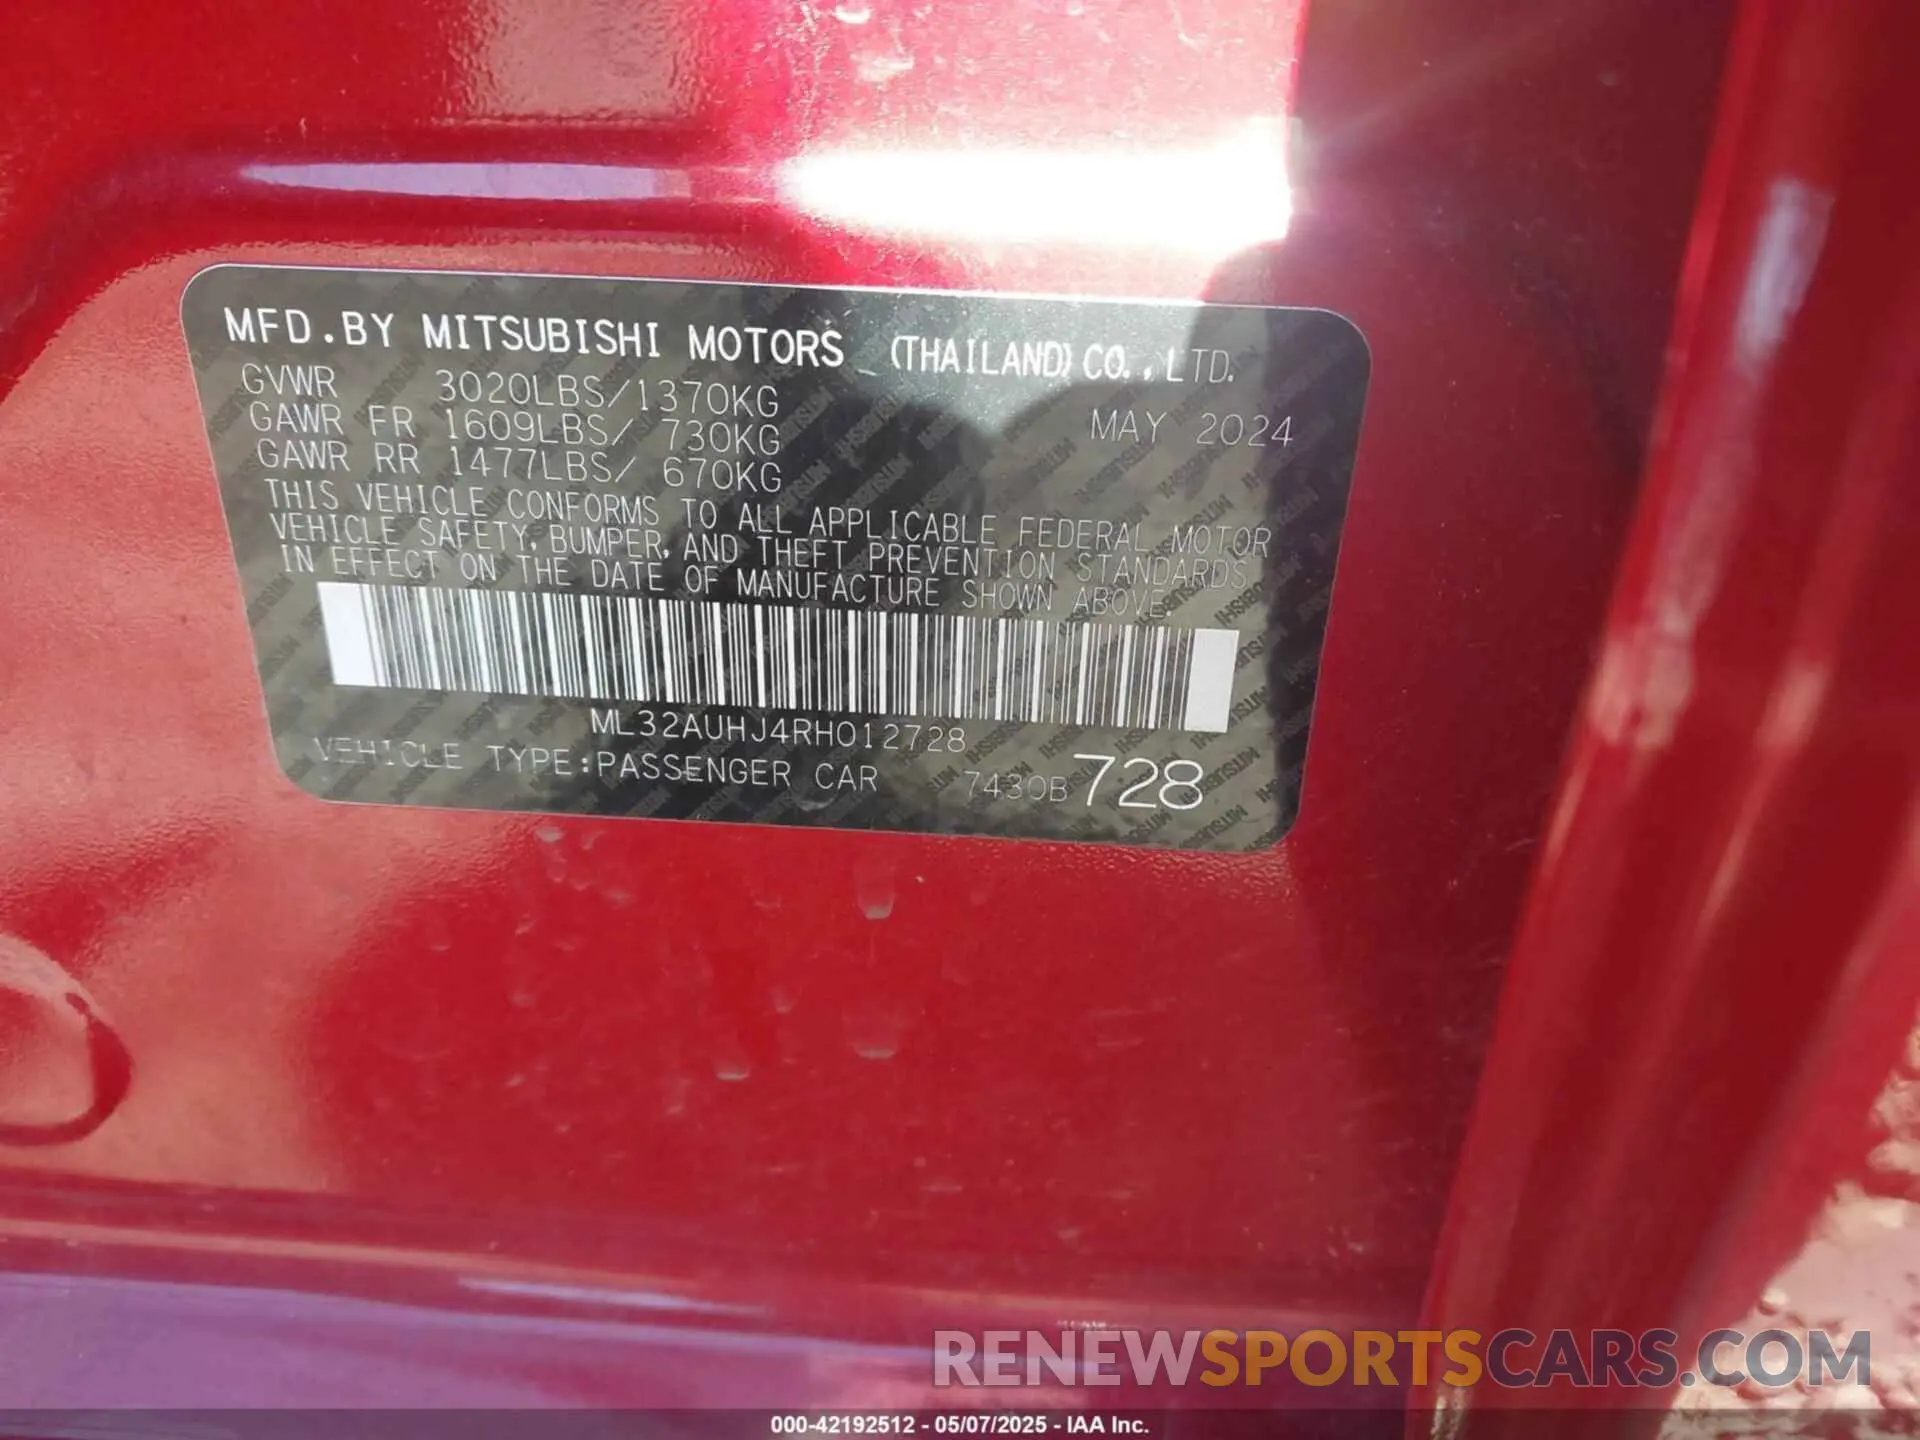 MFD.BY MITSUBISHI MOTORS (THAILAND) CO.,LTD.
GVWR 3020LBS/1370KG
GAWR FR 1609LBS/ 730KG MAY 2024
GAWR RR 1477LBS/ 670KG
THIS VEHICLE CONFORMS TO ALL APPLICABLE FEDERAL MOTOR
VEHICLE SAFETY, BUMPER, AND THEFT PREVENTION STANDARDS
IN EFFECT ON THE DATE OF MANUFACTURE SHOWN ABOVE.
ML32AUHJ4RH012728
VEHICLE TYPE:PASSENGER CAR 7430B 728
RENEWSPORTSCARS.COM
000-42192512 - 05/07/2025 - IAA Inc.